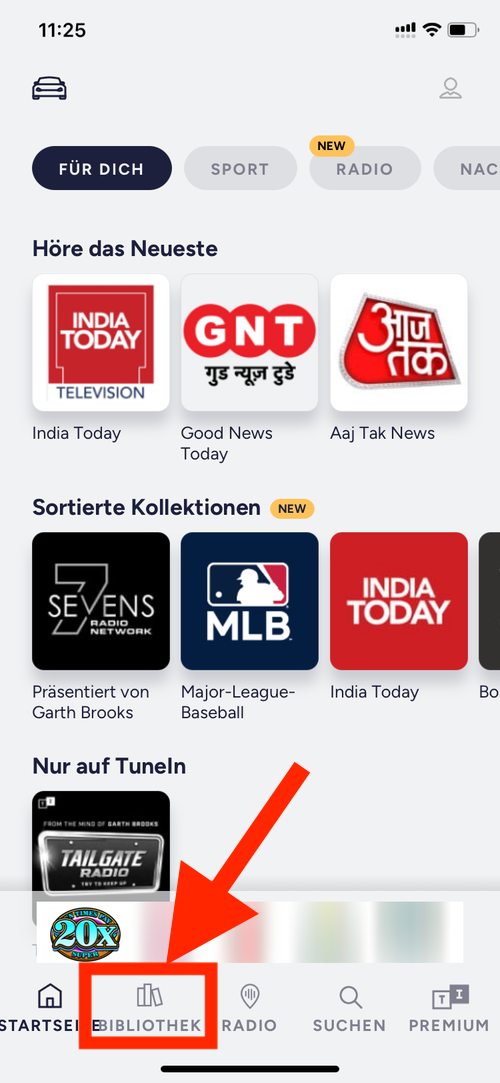 11:25
FÜR DICH
SPORT
NEW
RADIO
NAC
Höre das Neueste
INDIA
TODAY
TELEVISION
GNT
गुड न्यूज़ टुडे
आज
तक
India Today
Good News
Today
Aaj Tak News
Sortierte Kollektionen NEW
7
SEVENS
RADIO
NETWORK
MLB
INDIA
TODAY
Präsentiert von
Garth Brooks
Major-League-
Baseball
India Today
Bo
Nur auf TuneIn
T I
FROM THE MIND OF GARTH BROOKS
TAILGATE
RADIO
TRY TO KEEP UP
X TIMES PAY
20x
SUPER
STARTSEITE
BIBLIOTHEK
RADIO
SUCHEN
T I
PREMIUM